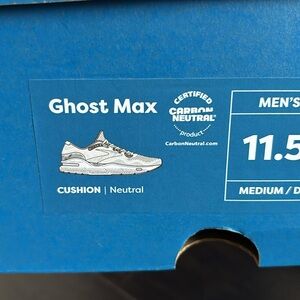 Ghost Max
CERTIFIED
CARBON
NEUTRAL
product
CarbonNeutral.com
CUSHION | Neutral
MEN'S
11.5
MEDIUM / D